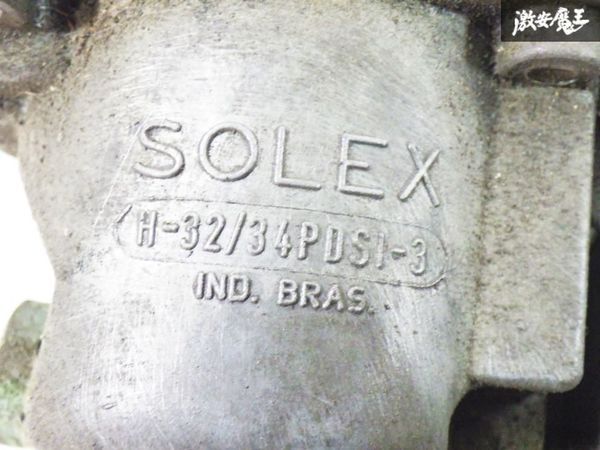 激安魔王
SOLEX
H-32/34PDSI-3
IND. BRAS.